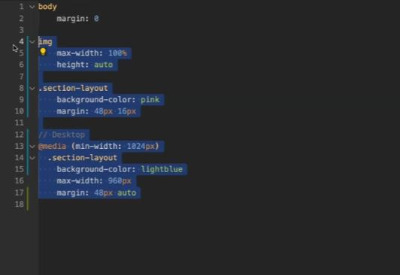 1 body
2 margin: 0
3
4 img
5 max-width: 100%
6 height: auto
7
8 .section-layout
9 background-color: pink
10 margin: 48px 16px
11
12 // Desktop
13 @media (min-width: 1024px)
14 .section-layout
15 background-color: lightblue
16 max-width: 960px
17 margin: 48px auto
18